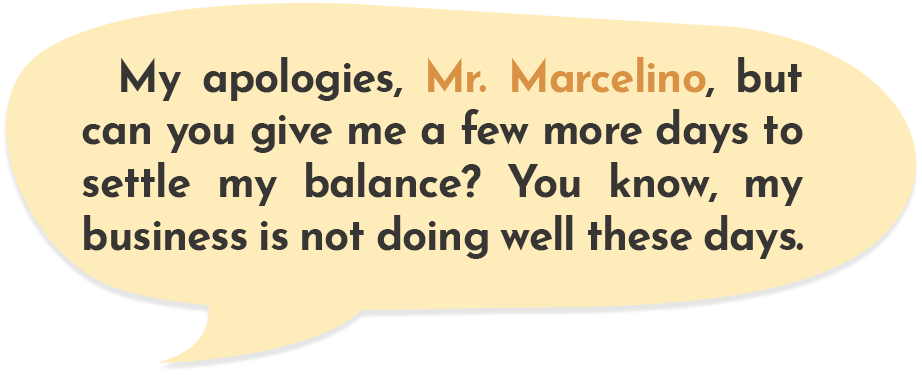 My apologies, Mr. Marcelino, but
can you give me a few more days to
settle my balance? You know, my
business is not doing well these days.